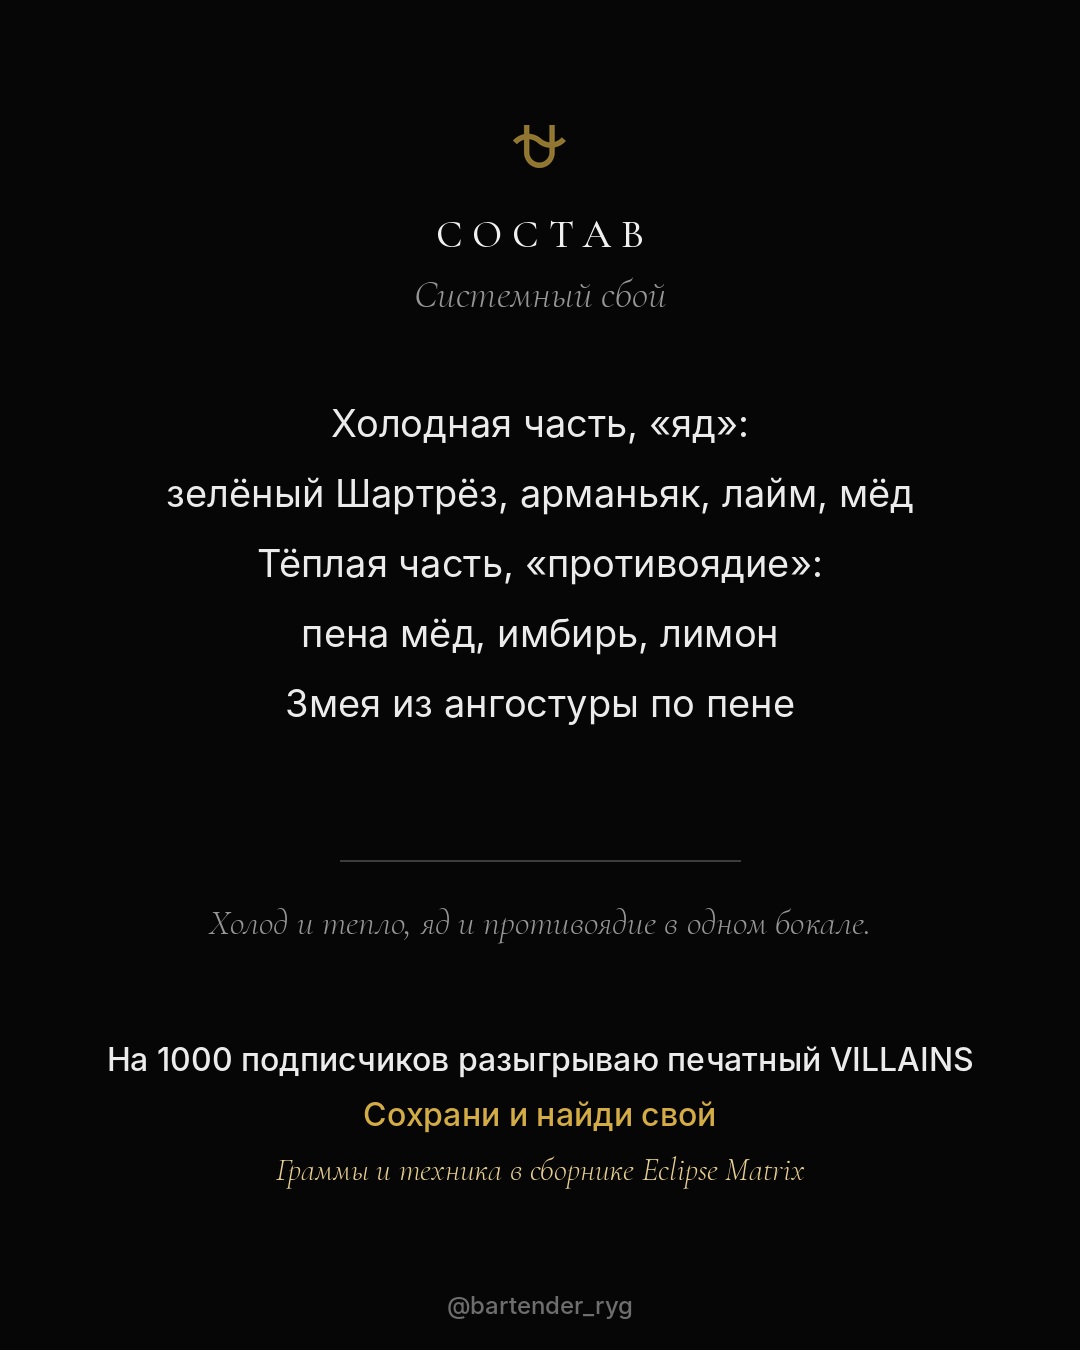 СОСТАВ
Системный сбой
Холодная часть, «яд»:
зелёный Шартрёз, арманьяк, лайм, мёд
Тёплая часть, «противоядие»:
пена мёд, имбирь, лимон
Змея из ангостуры по пене
Холод и тепло, яд и противоядие в одном бокале.
На 1000 подписчиков разыгрываю печатный VILLAINS
Сохрани и найди свой
Граммы и техника в сборнике Eclipse Matrix
@bartender_ryg